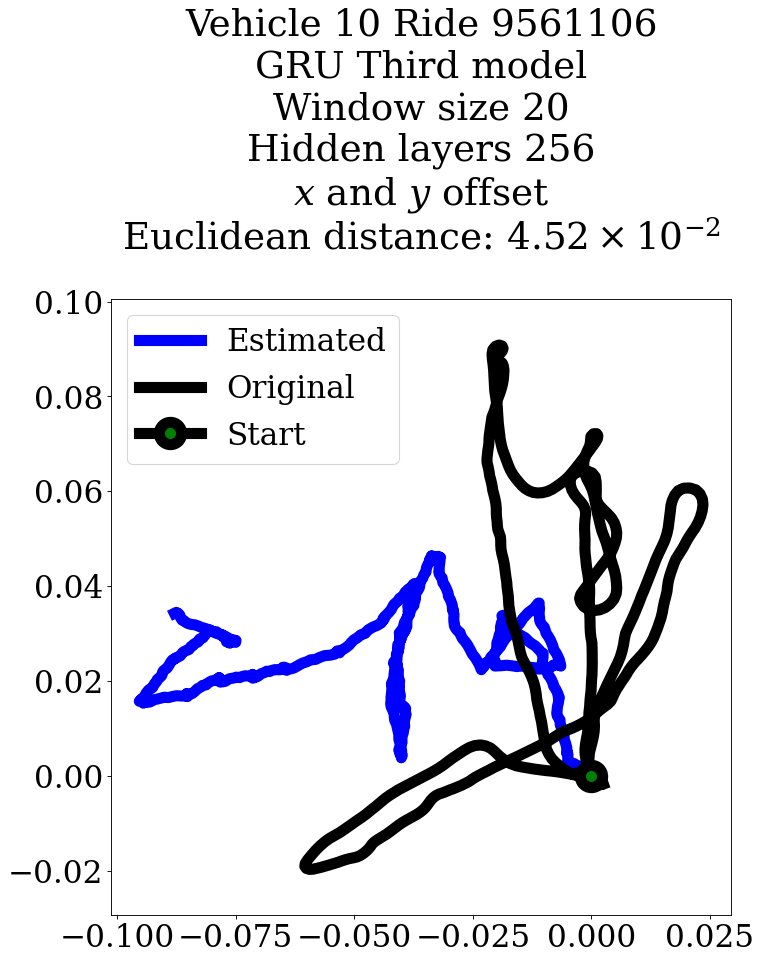 Vehicle 10 Ride 9561106
GRU Third model
Window size 20
Hidden layers 256
x and y offset
Euclidean distance: 4.52 × 10⁻²
Estimated
Original
Start
0.10
0.08
0.06
0.04
0.02
0.00
−0.02
−0.100 −0.075 −0.050 −0.025 0.000 0.025